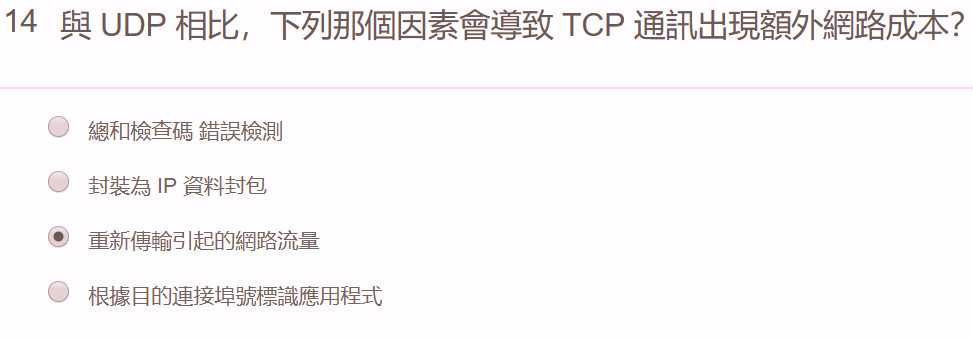 14 與 UDP 相比，下列那個因素會導致 TCP 通訊出現額外網路成本?
總和檢查碼 錯誤檢測
封裝為 IP 資料封包
重新傳輸引起的網路流量
根據目的連接埠號標識應用程式